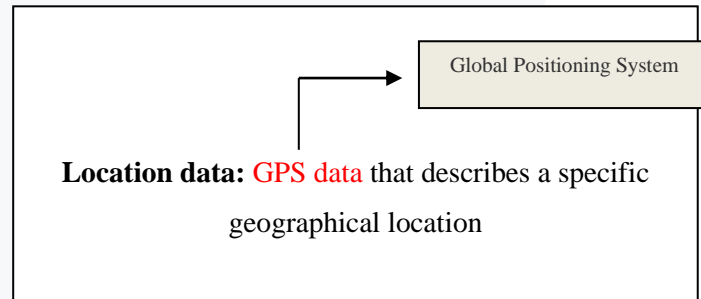 Global Positioning System
Location data: GPS data that describes a specific
geographical location